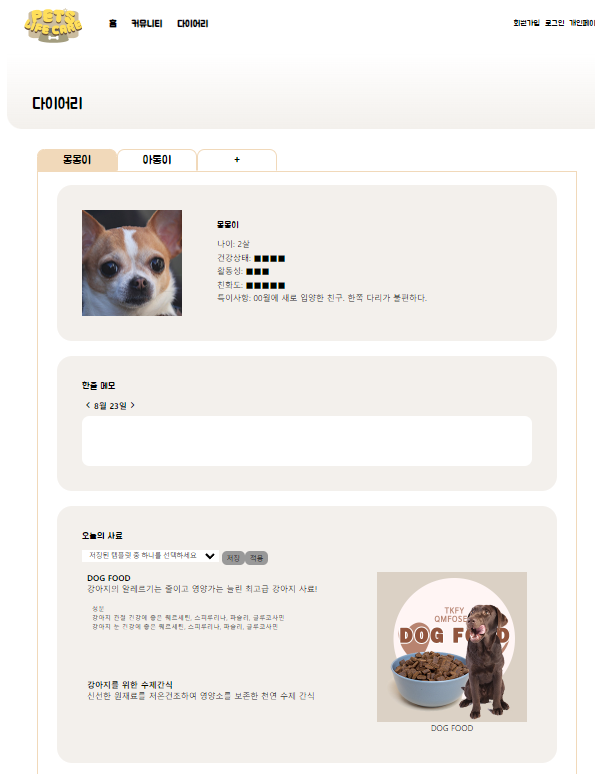 PET'S
LIFE CARE
홈 커뮤니티 다이어리
회원가입 로그인 개인페이
다이어리
몽몽이 아롱이 +
몽몽이
나이: 2살
건강상태: ■■■■
활동성: ■■■
친화도: ■■■■■
특이사항: 00월에 새로 입양한 친구. 한쪽 다리가 불편하다.
한줄 메모
< 8월 23일 >
오늘의 사료
저장된 템플릿 중 하나를 선택하세요 저장 적용
DOG FOOD
강아지의 알레르기는 줄이고 영양가는 늘린 최고급 강아지 사료!
성분
강아지 관절 건강에 좋은 퀘르세틴, 스피루리나, 파슬리, 글루코사민
강아지 눈 건강에 좋은 퀘르세틴, 스피루리나, 파슬리, 글루코사민
TKFY
QMFOSE
DOG F D
강아지를 위한 수제간식
신선한 원재료를 저온건조하여 영양소를 보존한 천연 수제 간식
DOG FOOD